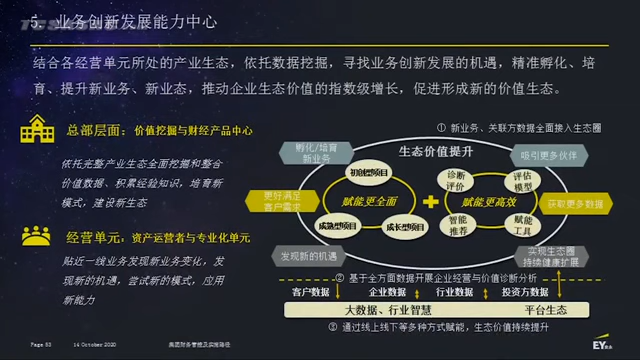 5. 业务创新发展能力中心
结合各经营单元所处的产业生态，依托数据挖掘，寻找业务创新发展的机遇，精准孵化、培
育、提升新业务、新业态，推动企业生态价值的指数级增长，促进形成新的价值生态。
总部层面：价值挖掘与财经产品中心
依托完整产业生态全面挖掘和整合
价值数据、积累经验知识，培育新
模式，建设新生态
经营单元：资产运营者与专业化单元
贴近一线业务发现新业务变化，发
现新的机遇，尝试新的模式，应用
新能力
① 新业务、关联方数据全面接入生态圈
孵化/培育
新业务
生态价值提升
吸引更多伙伴
初创型项目
诊断
评价
评估
模型
更好满足
客户需求
赋能更全面
赋能更高效
获取更多数据
成熟型项目
成长型项目
智能
推荐
赋能
工具
发现新的机遇
实现生态圈
持续健康扩展
② 基于全方面数据开展企业经营与价值诊断分析
客户数据
企业数据
行业数据
投资方数据
大数据、行业智慧
平台生态
③ 通过线上线下等多种方式赋能，生态价值持续提升
Page 53
14 October 2020
集团财务管控及实施路径
EY